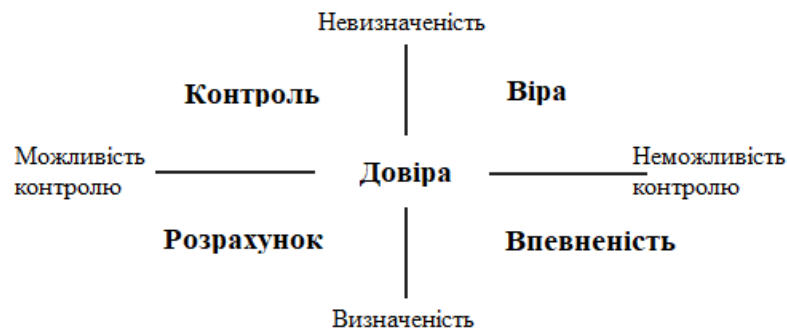 Невизначеність
Контроль
Віра
Можливість
контролю
Довіра
Неможливість
контролю
Розрахунок
Впевненість
Визначеність